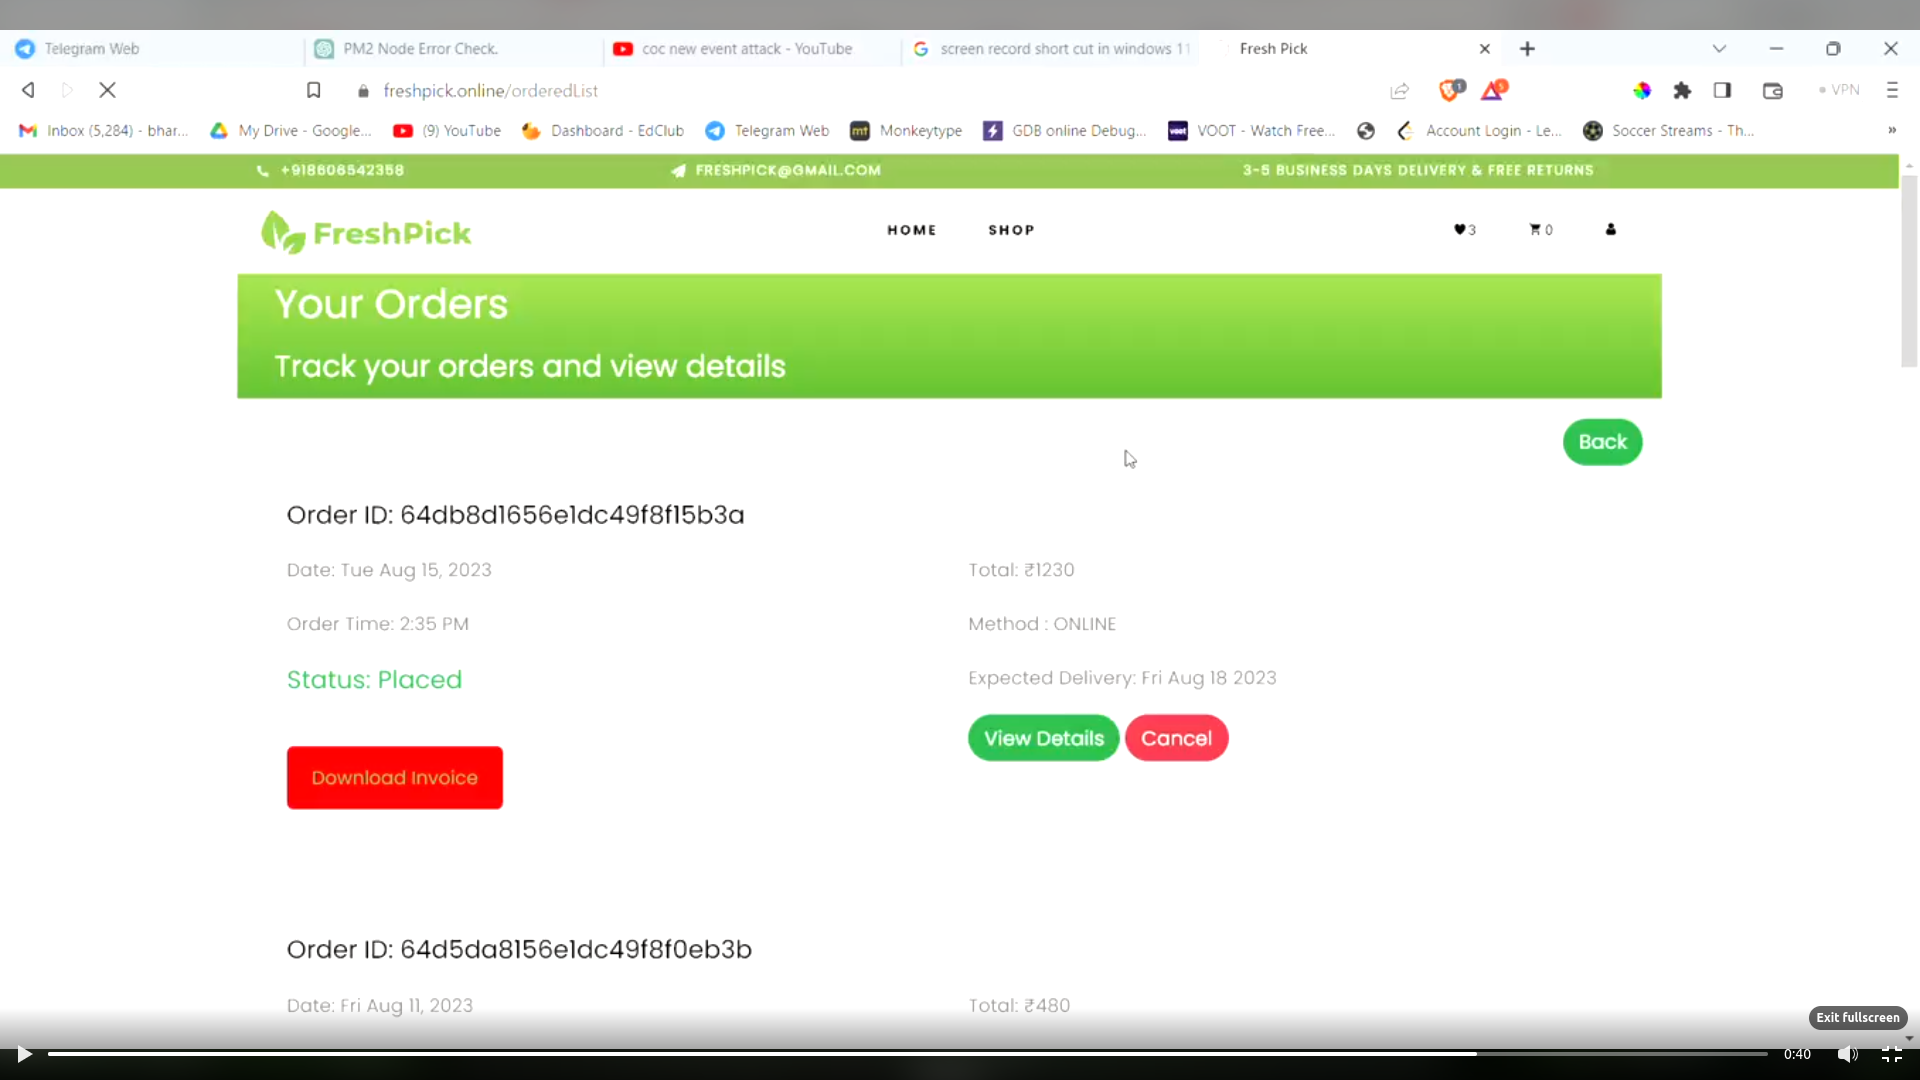 Telegram Web
PM2 Node Error Check.
coc new event attack - YouTube
screen record short cut in windows 11
Fresh Pick
freshpick.online/orderedList
1
5
VPN
Inbox (5,284) - bhar...
My Drive - Google...
(9) YouTube
Dashboard - EdClub
Telegram Web
mt
Monkeytype
GDB online Debug...
voot
VOOT - Watch Free...
Account Login - Le...
Soccer Streams - Th...
»
+918606542358
FRESHPICK@GMAIL.COM
3-5 BUSINESS DAYS DELIVERY & FREE RETURNS
FreshPick
HOME
SHOP
3
0
Your Orders
Track your orders and view details
Back
Order ID: 64db8d1656e1dc49f8f15b3a
Date: Tue Aug 15, 2023
Total: ₹1230
Order Time: 2:35 PM
Method : ONLINE
Status: Placed
Expected Delivery: Fri Aug 18 2023
View Details
Cancel
Download Invoice
Order ID: 64d5da8156e1dc49f8f0eb3b
Date: Fri Aug 11, 2023
Total: ₹480
Exit fullscreen
0:40